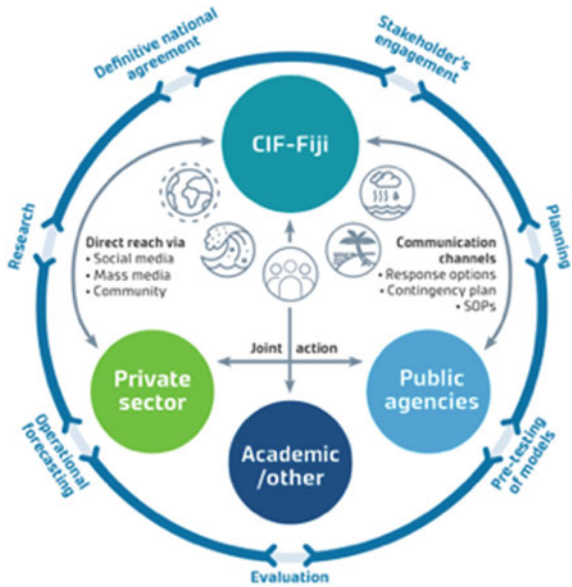 Definitive national
agreement
Stakeholder's
engagement
CIF-Fiji
Research
Planning
Direct reach via
• Social media
• Mass media
• Community
Communication
channels
• Response options
• Contingency plan
• SOPs
Joint action
Private
sector
Public
agencies
Academic
/other
Operational
forecasting
Pre-testing
of models
Evaluation